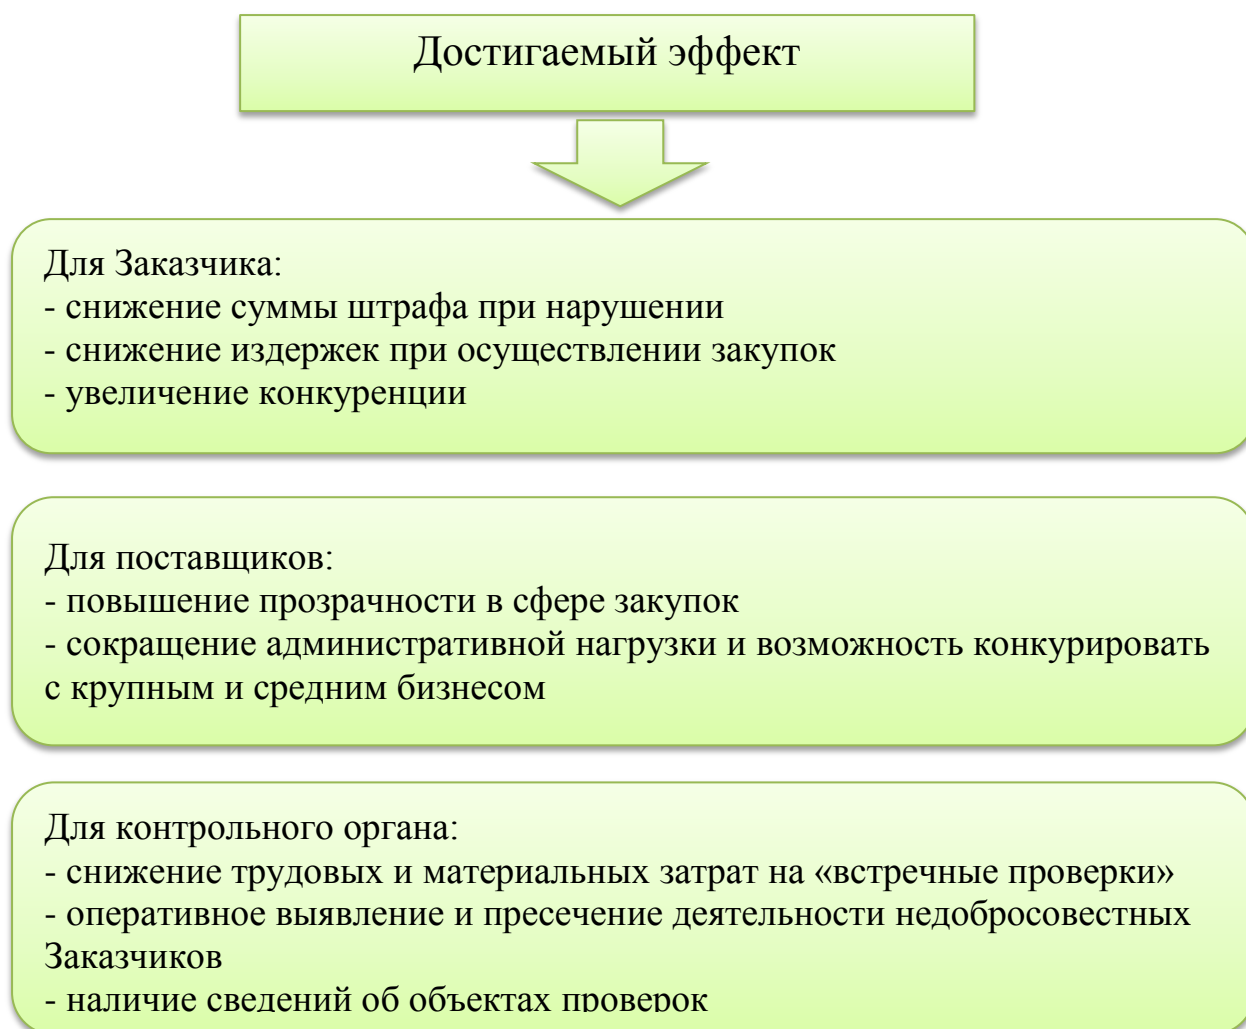 Достигаемый эффект
Для Заказчика:
- снижение суммы штрафа при нарушении
- снижение издержек при осуществлении закупок
- увеличение конкуренции
Для поставщиков:
- повышение прозрачности в сфере закупок
- сокращение административной нагрузки и возможность конкурировать
с крупным и средним бизнесом
Для контрольного органа:
- снижение трудовых и материальных затрат на «встречные проверки»
- оперативное выявление и пресечение деятельности недобросовестных
Заказчиков
- наличие сведений об объектах проверок